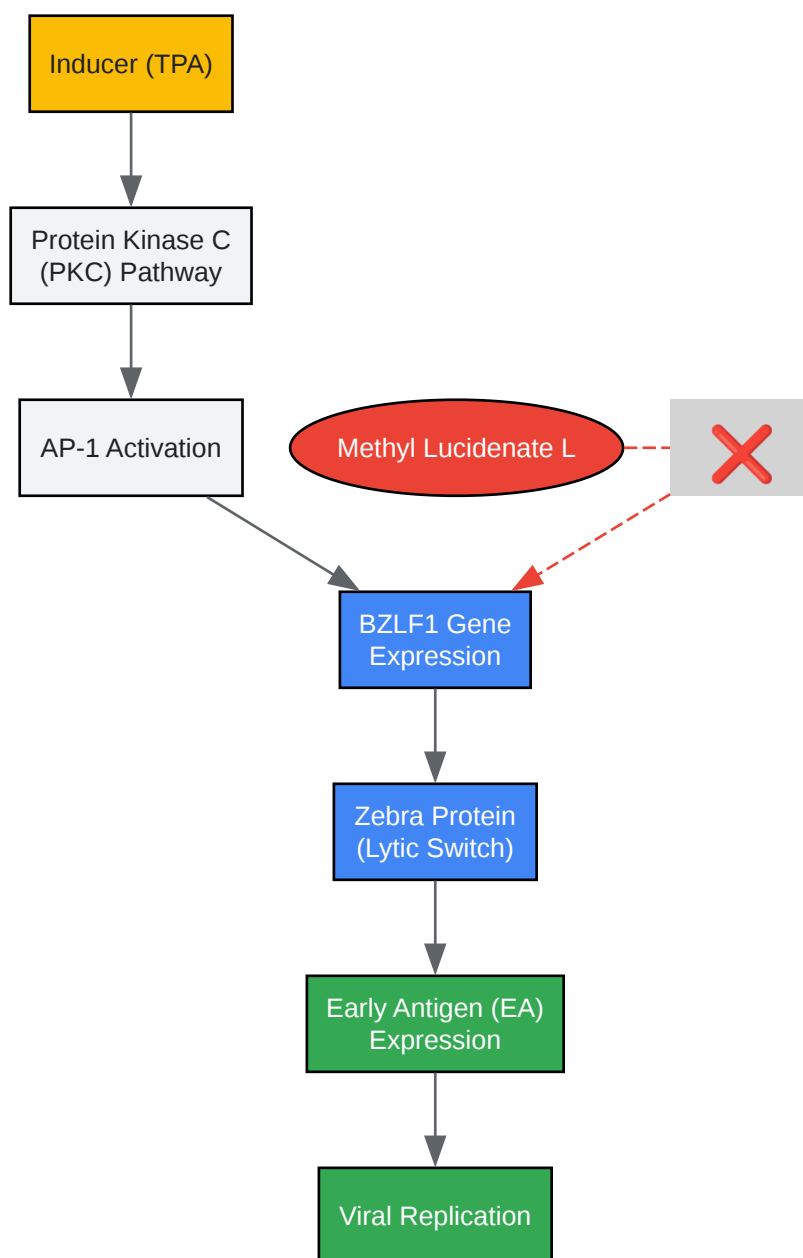 Inducer (TPA)
Protein Kinase C
(PKC) Pathway
AP-1 Activation
Methyl Lucidenate L
BZLF1 Gene
Expression
Zebra Protein
(Lytic Switch)
Early Antigen (EA)
Expression
Viral Replication